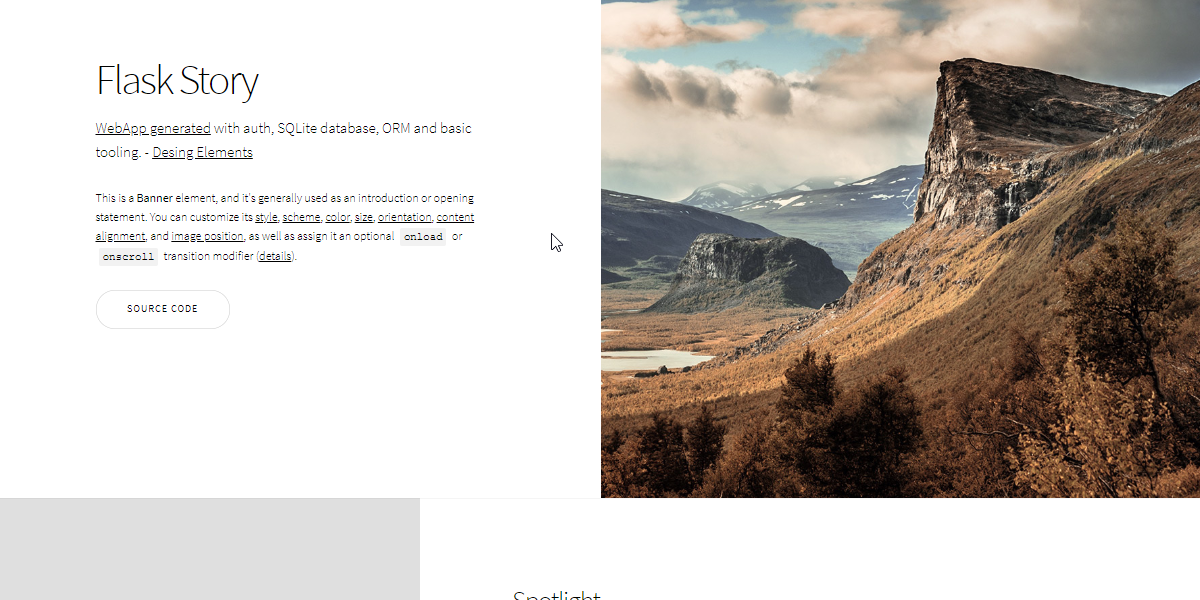 Flask Story
WebApp generated with auth, SQLite database, ORM and basic
tooling. - Desing Elements
This is a Banner element, and it's generally used as an introduction or opening
statement. You can customize its style, scheme, color, size, orientation, content
alignment, and image position, as well as assign it an optional onload or
onscroll transition modifier (details).
SOURCE CODE
Spotlight